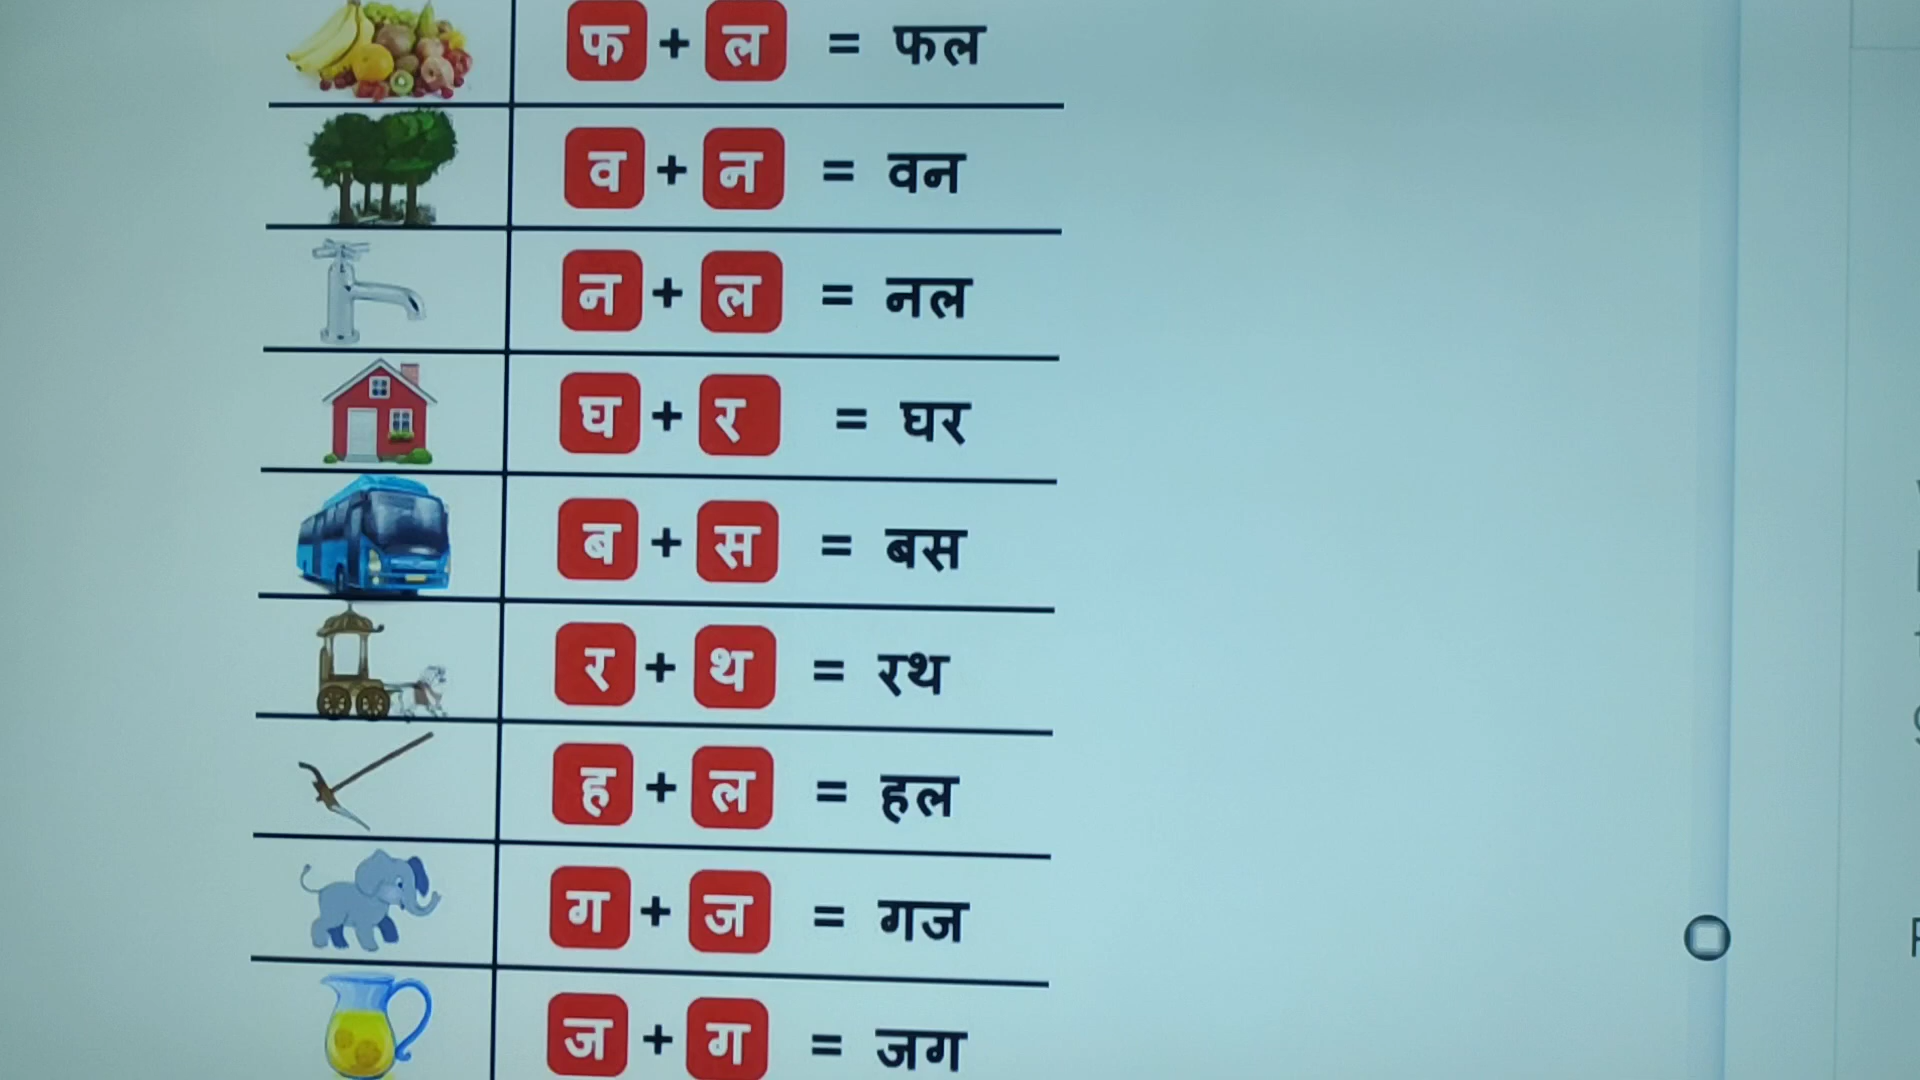 फ + ल = फल
व + न = वन
न + ल = नल
घ + र = घर
ब + स = बस
र + थ = रथ
ह + ल = हल
ग + ज = गज
ज + ग = जग